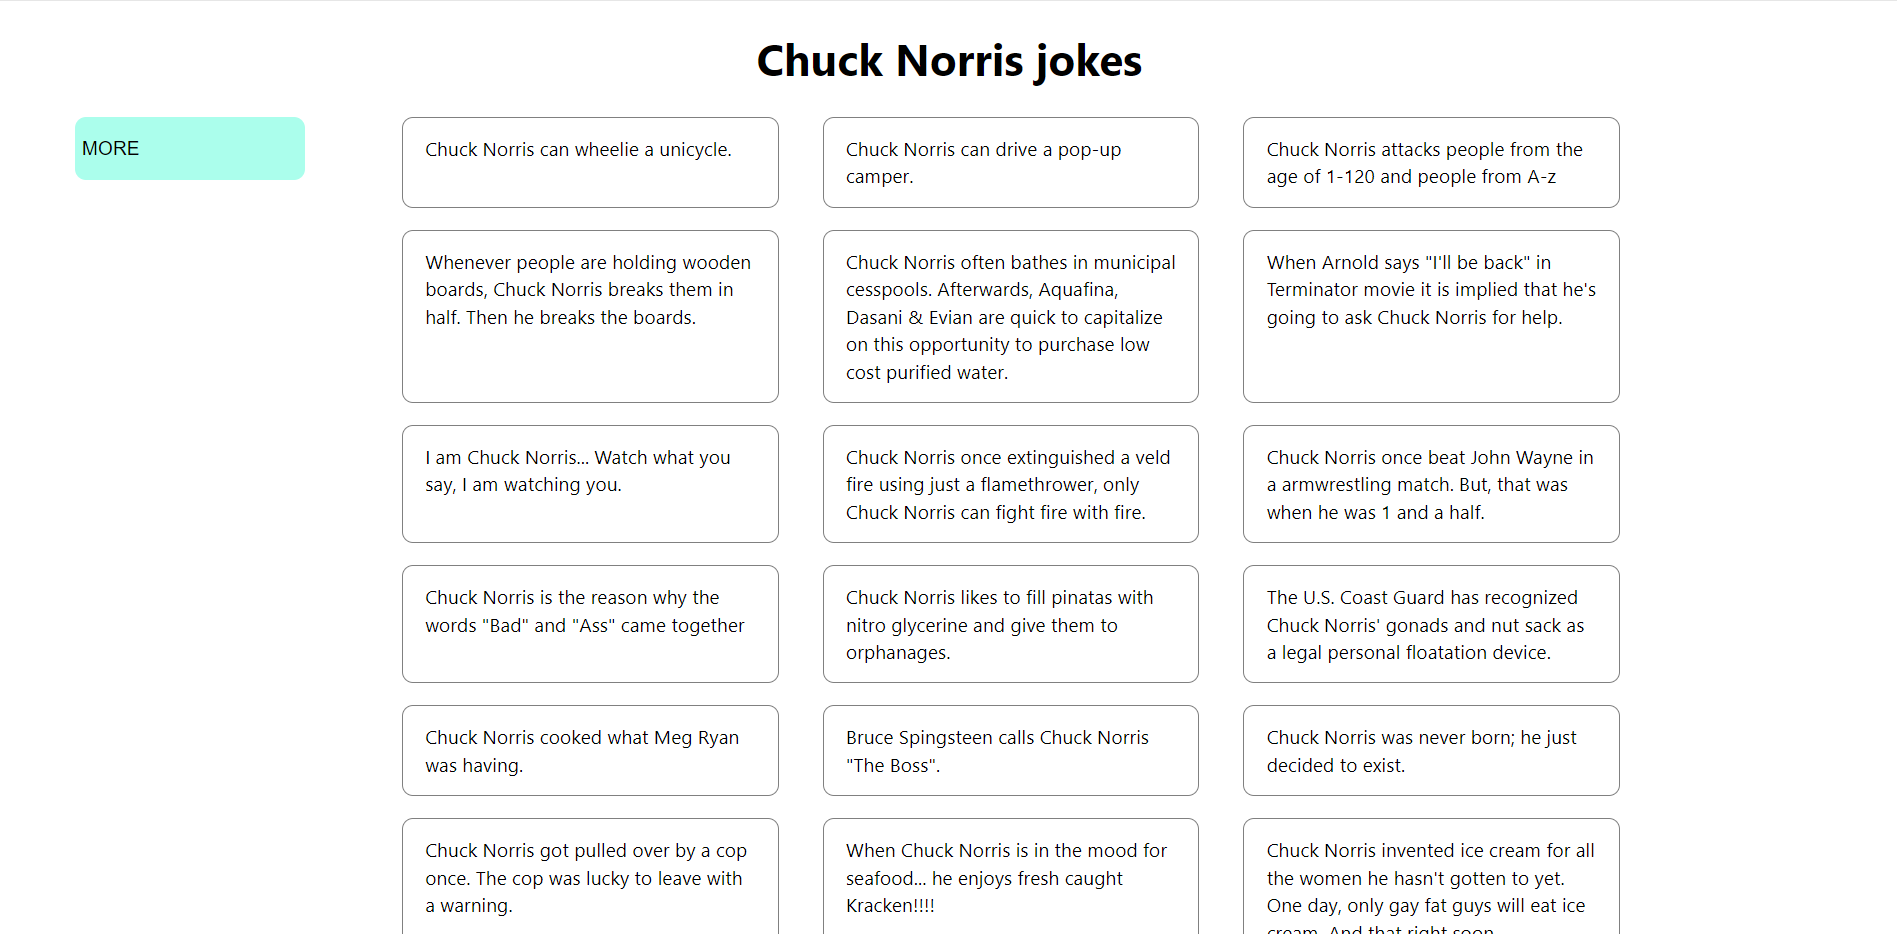 Chuck Norris jokes
MORE
Chuck Norris can wheelie a unicycle.
Chuck Norris can drive a pop-up
camper.
Chuck Norris attacks people from the
age of 1-120 and people from A-z
Whenever people are holding wooden
boards, Chuck Norris breaks them in
half. Then he breaks the boards.
Chuck Norris often bathes in municipal
cesspools. Afterwards, Aquafina,
Dasani & Evian are quick to capitalize
on this opportunity to purchase low
cost purified water.
When Arnold says "I'll be back" in
Terminator movie it is implied that he's
going to ask Chuck Norris for help.
I am Chuck Norris... Watch what you
say, I am watching you.
Chuck Norris once extinguished a veld
fire using just a flamethrower, only
Chuck Norris can fight fire with fire.
Chuck Norris once beat John Wayne in
a armwrestling match. But, that was
when he was 1 and a half.
Chuck Norris is the reason why the
words "Bad" and "Ass" came together
Chuck Norris likes to fill pinatas with
nitro glycerine and give them to
orphanages.
The U.S. Coast Guard has recognized
Chuck Norris' gonads and nut sack as
a legal personal floatation device.
Chuck Norris cooked what Meg Ryan
was having.
Bruce Springsteen calls Chuck Norris
"The Boss".
Chuck Norris was never born; he just
decided to exist.
Chuck Norris got pulled over by a cop
once. The cop was lucky to leave with
a warning.
When Chuck Norris is in the mood for
seafood... he enjoys fresh caught
Kracken!!!!
Chuck Norris invented ice cream for all
the women he hasn't gotten to yet.
One day, only gay fat guys will eat ice
cream. And that right soon.